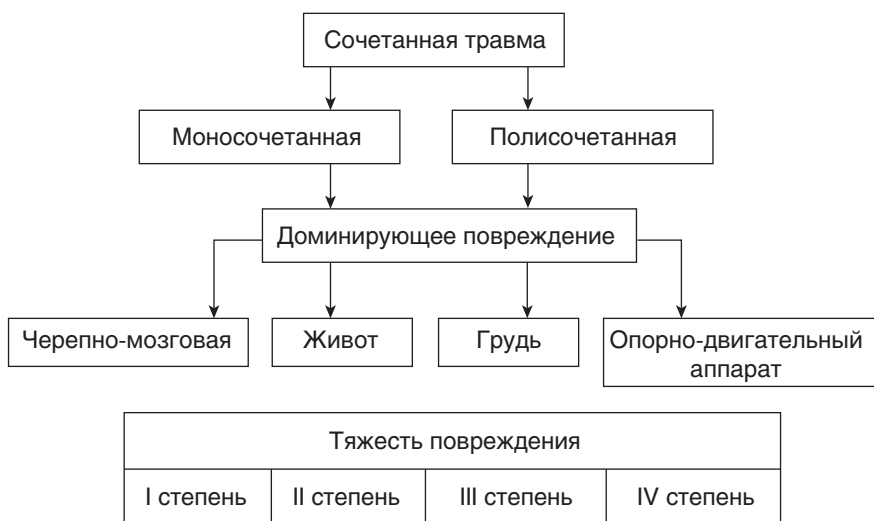 Сочетанная травма
Моносочетанная
Полисочетанная
Доминирующее повреждение
Черепно-мозговая
Живот
Грудь
Опорно-двигательный
аппарат
Тяжесть повреждения
I степень
II степень
III степень
IV степень